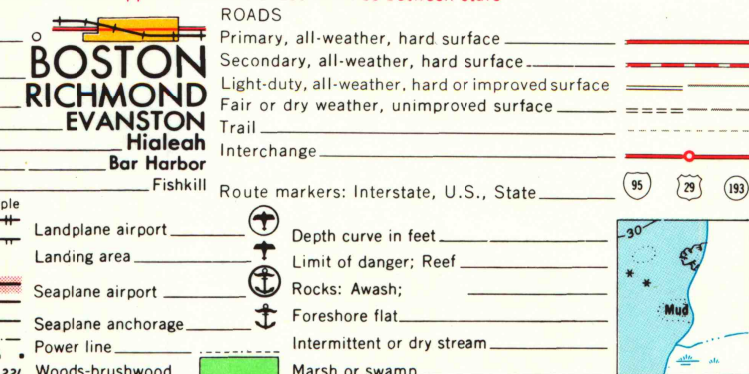 ROADS
Primary, all-weather, hard surface
Secondary, all-weather, hard surface
Light-duty, all-weather, hard or improved surface
Fair or dry weather, unimproved surface
Trail
Interchange
Route markers: Interstate, U.S., State
95 29 193
BOSTON
RICHMOND
EVANSTON
Hialeah
Bar Harbor
Fishkill
ple
Landplane airport
Landing area
Seaplane airport
Seaplane anchorage
Power line
Woods-brushwood
Depth curve in feet
Limit of danger; Reef
Rocks: Awash;
Foreshore flat
Intermittent or dry stream
Marsh or swamp
30
Mud